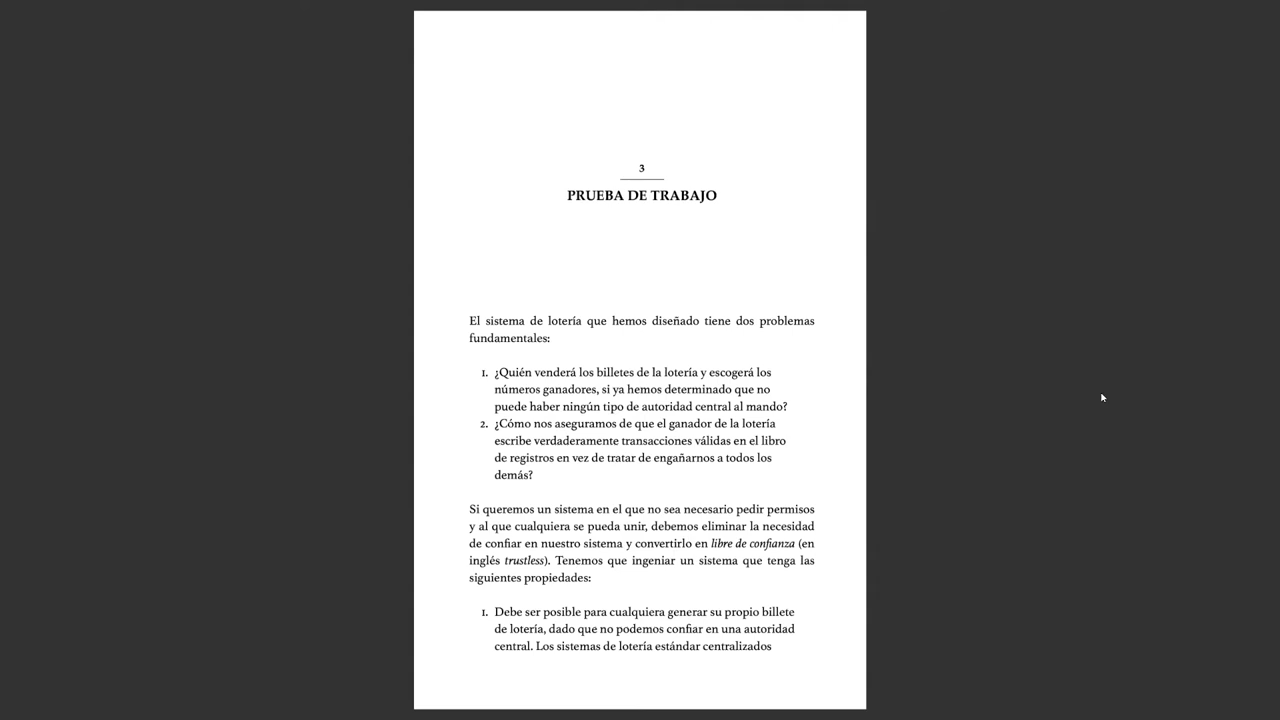 3
PRUEBA DE TRABAJO
El sistema de lotería que hemos diseñado tiene dos problemas
fundamentales:
1. ¿Quién venderá los billetes de la lotería y escogerá los
números ganadores, si ya hemos determinado que no
puede haber ningún tipo de autoridad central al mando?
2. ¿Cómo nos aseguramos de que el ganador de la lotería
escribe verdaderamente transacciones válidas en el libro
de registros en vez de tratar de engañarnos a todos los
demás?
Si queremos un sistema en el que no sea necesario pedir permisos
y al que cualquiera se pueda unir, debemos eliminar la necesidad
de confiar en nuestro sistema y convertirlo en libre de confianza (en
inglés trustless). Tenemos que ingeniar un sistema que tenga las
siguientes propiedades:
1. Debe ser posible para cualquiera generar su propio billete
de lotería, dado que no podemos confiar en una autoridad
central. Los sistemas de lotería estándar centralizados